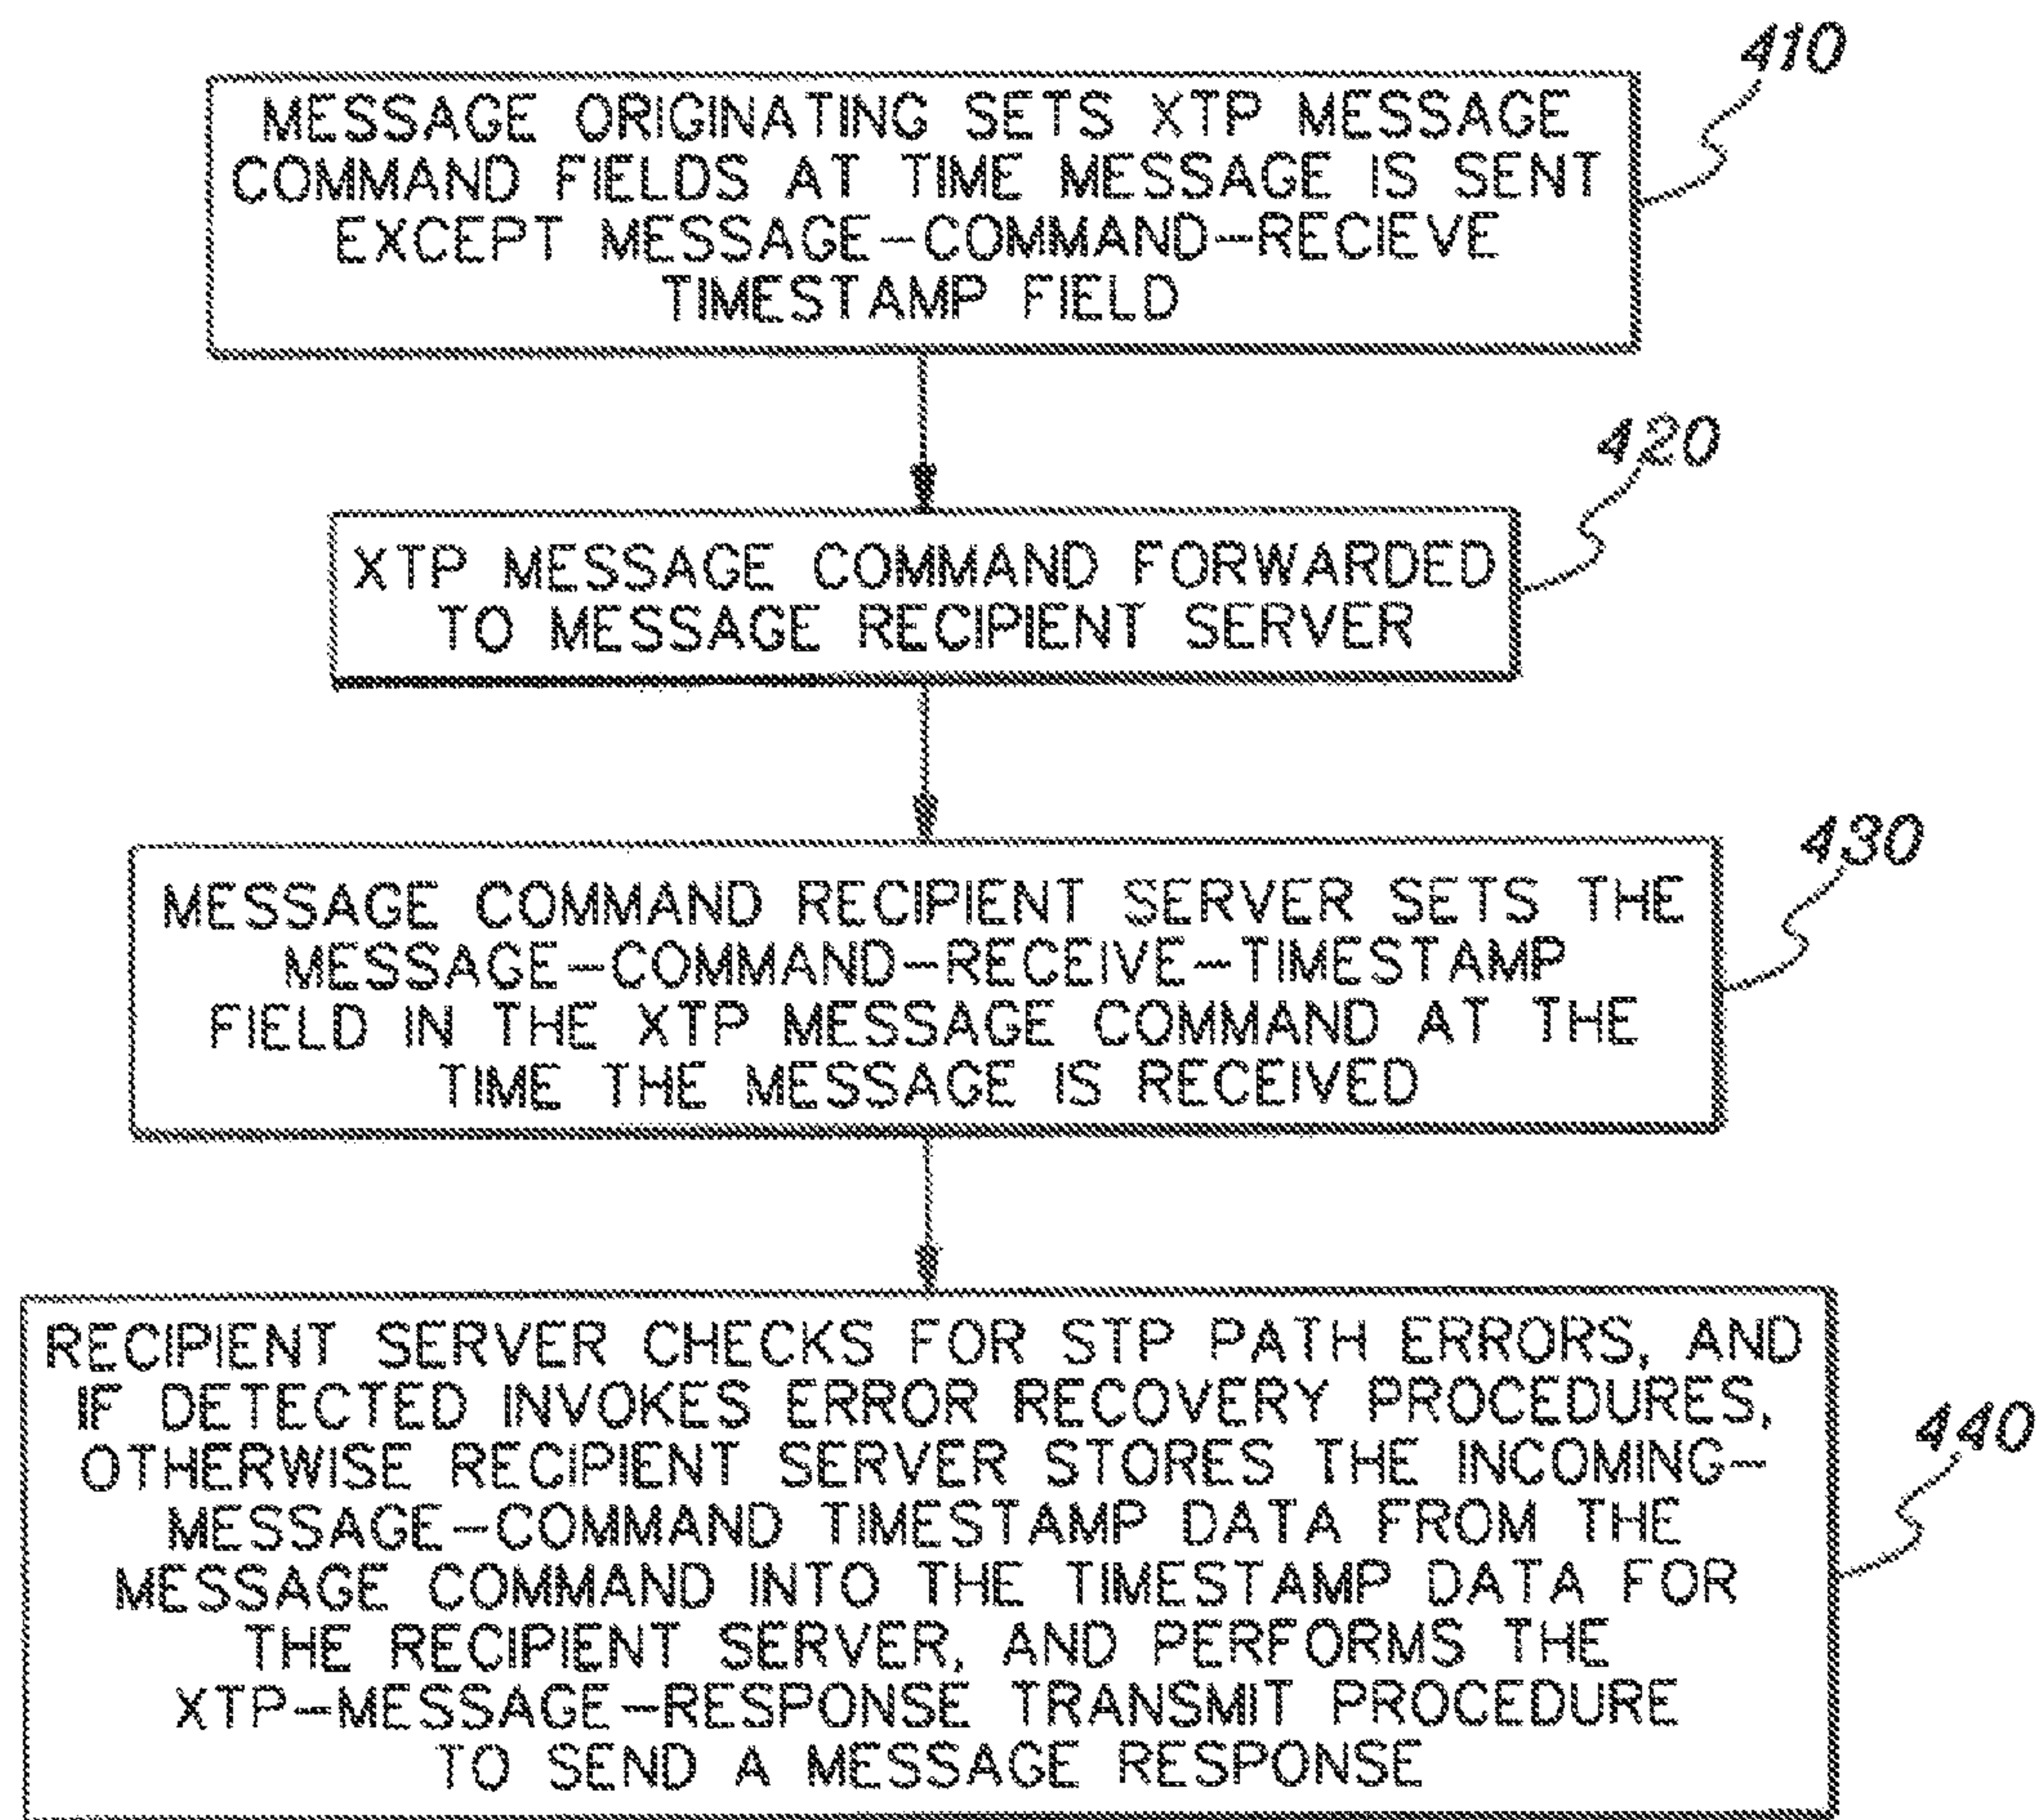 410
MESSAGE ORIGINATING SETS XTP MESSAGE
COMMAND FIELDS AT TIME MESSAGE IS SENT
EXCEPT MESSAGE-COMMAND-RECIEVE
TIMESTAMP FIELD
420
XTP MESSAGE COMMAND FORWARDED
TO MESSAGE RECIPIENT SERVER
430
MESSAGE COMMAND RECIPIENT SERVER SETS THE
MESSAGE-COMMAND-RECEIVE-TIMESTAMP
FIELD IN THE XTP MESSAGE COMMAND AT THE
TIME THE MESSAGE IS RECEIVED
RECIPIENT SERVER CHECKS FOR STP PATH ERRORS, AND
IF DETECTED INVOKES ERROR RECOVERY PROCEDURES,
OTHERWISE RECIPIENT SERVER STORES THE INCOMING-
MESSAGE-COMMAND TIMESTAMP DATA FROM THE
MESSAGE COMMAND INTO THE TIMESTAMP DATA FOR
THE RECIPIENT SERVER, AND PERFORMS THE
XTP-MESSAGE-RESPONSE TRANSMIT PROCEDURE
TO SEND A MESSAGE RESPONSE
440